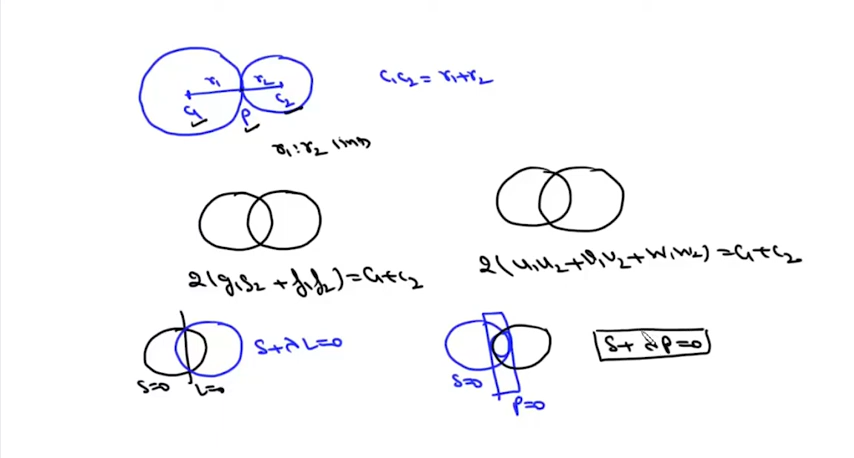 r₁ r₂ C₁C₂ = r₁+r₂
C₁ P C₂
r₁:r₂ int
2(g₁g₂ + f₁f₂) = C₁+C₂
2(u₁u₂+v₁v₂+w₁w₂) = C₁+C₂
S+λL=0
S=0 L=0
S=0
P=0
S+λP=0